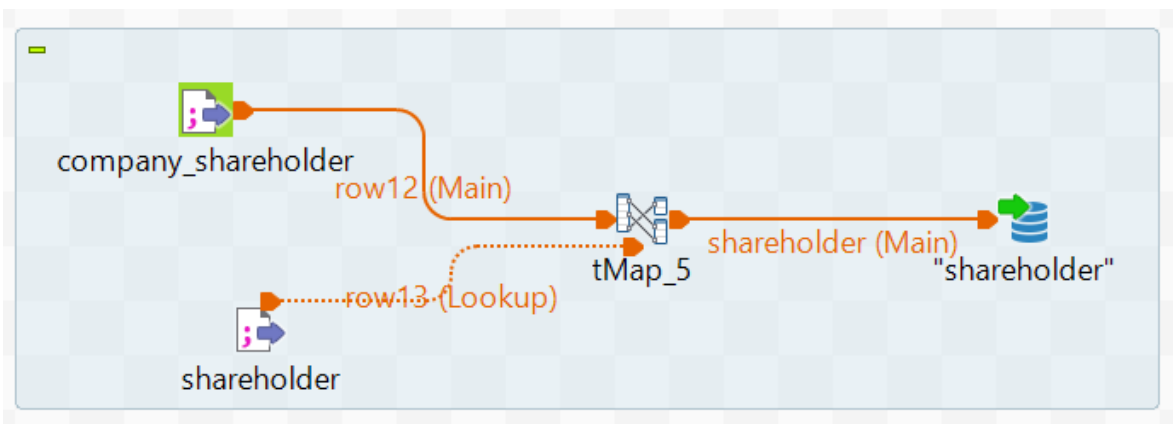 company_shareholder
row12 (Main)
shareholder (Main)
tMap_5
"shareholder"
row13 (Lookup)
shareholder